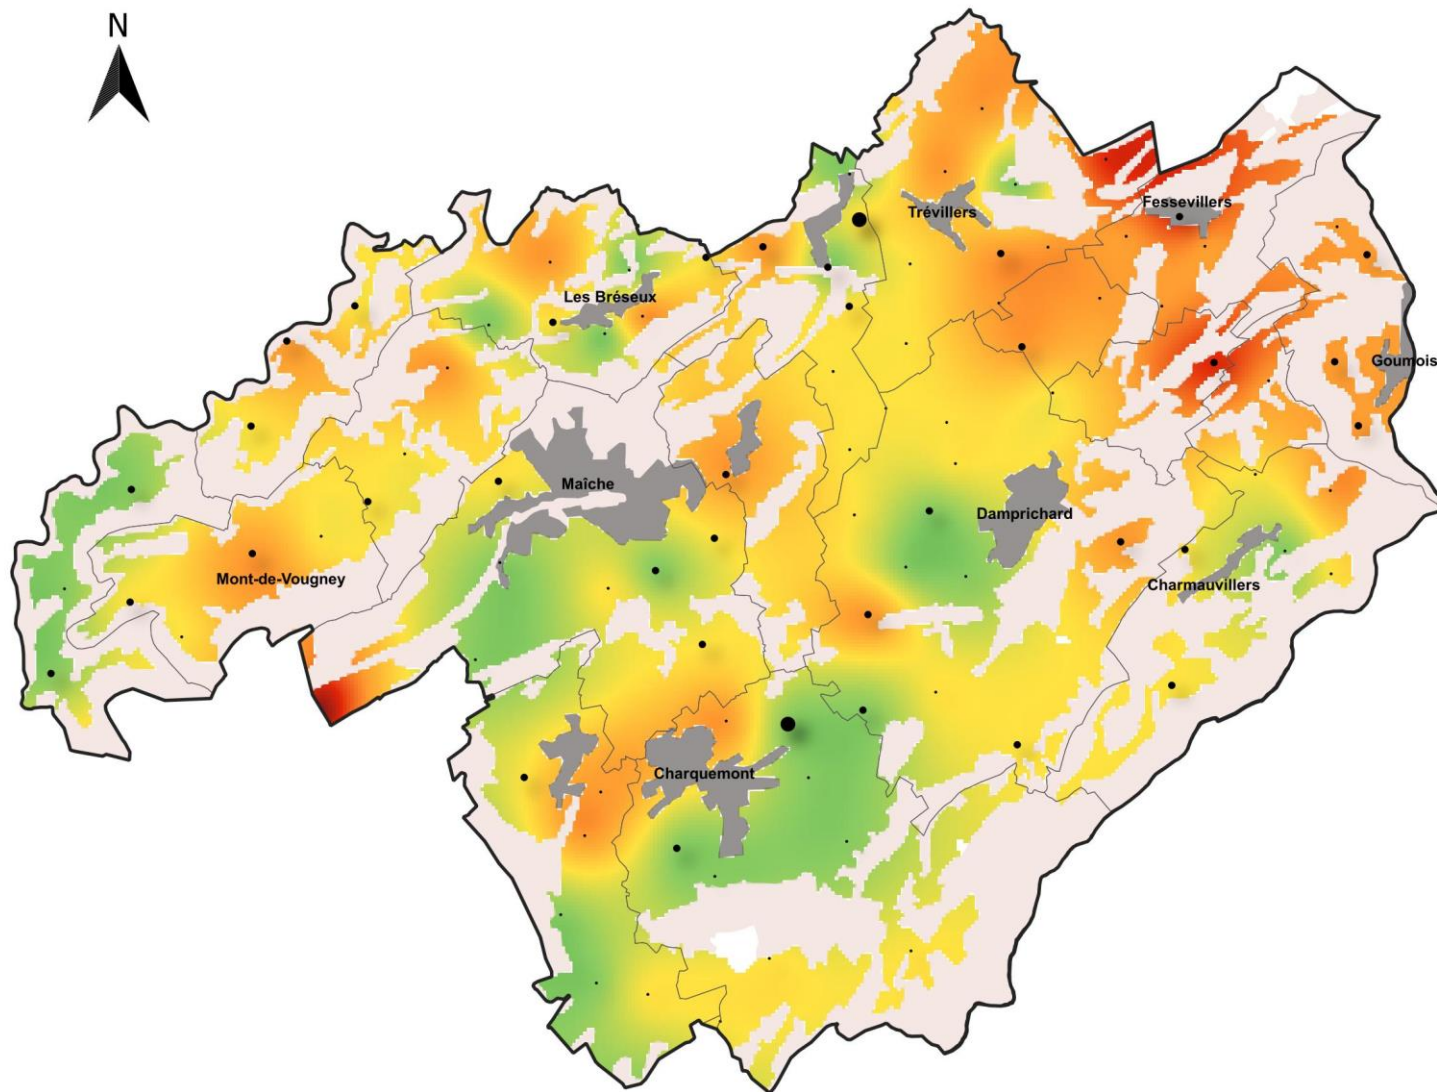 N
Trévillers
Fessevillers
Les Bréseux
Goumois
Maîche
Damprichard
Mont-de-Vougney
Charmauvillers
Charquemont